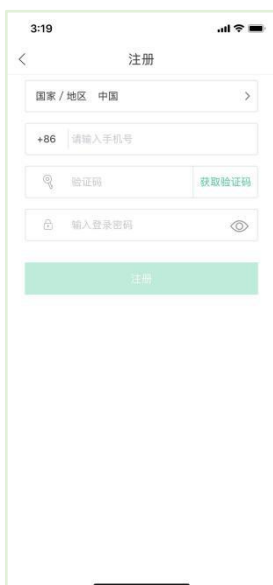 3:19
注册
国家 / 地区 中国
+86 请输入手机号
验证码 获取验证码
输入登录密码
注册